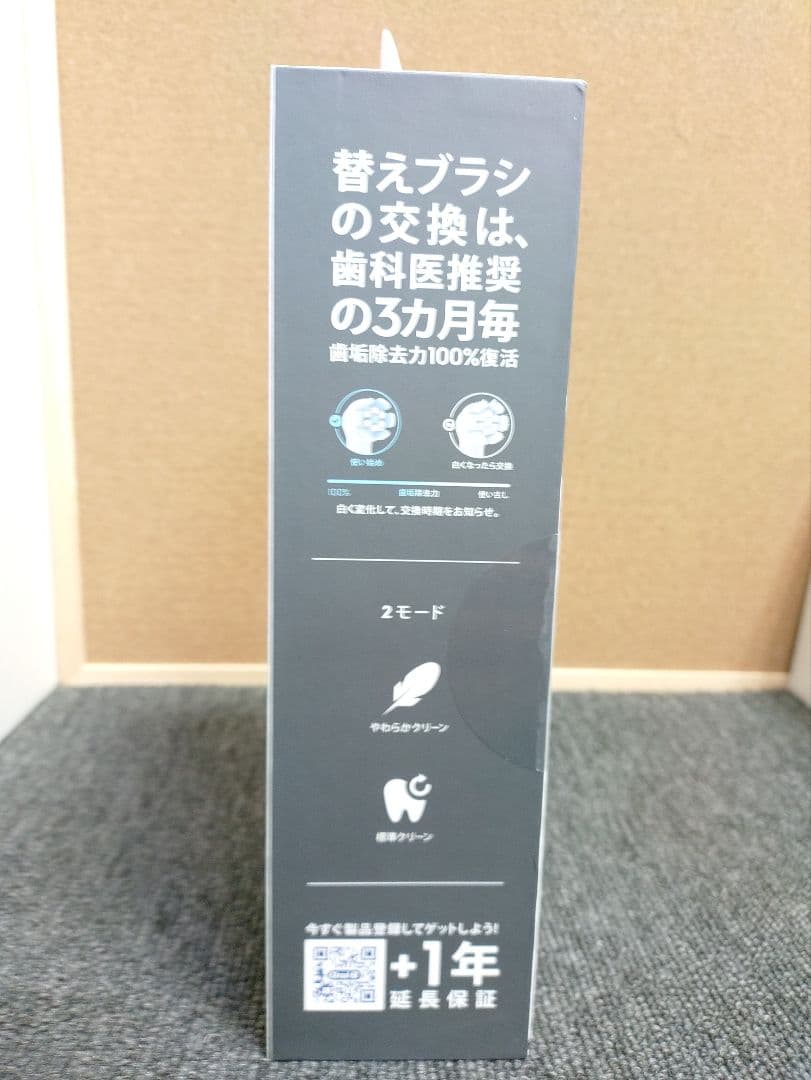 替えブラシ
の交換は、
歯科医推奨
の3カ月毎
歯垢除去力100%復活
使い始め
白くなったら交換
100%
歯垢除去力
使い古し
白く変化して、交換時期をお知らせ。
2モード
やわらかクリーン
標準クリーン
今すぐ製品登録してゲットしよう!
+1年
延長保証